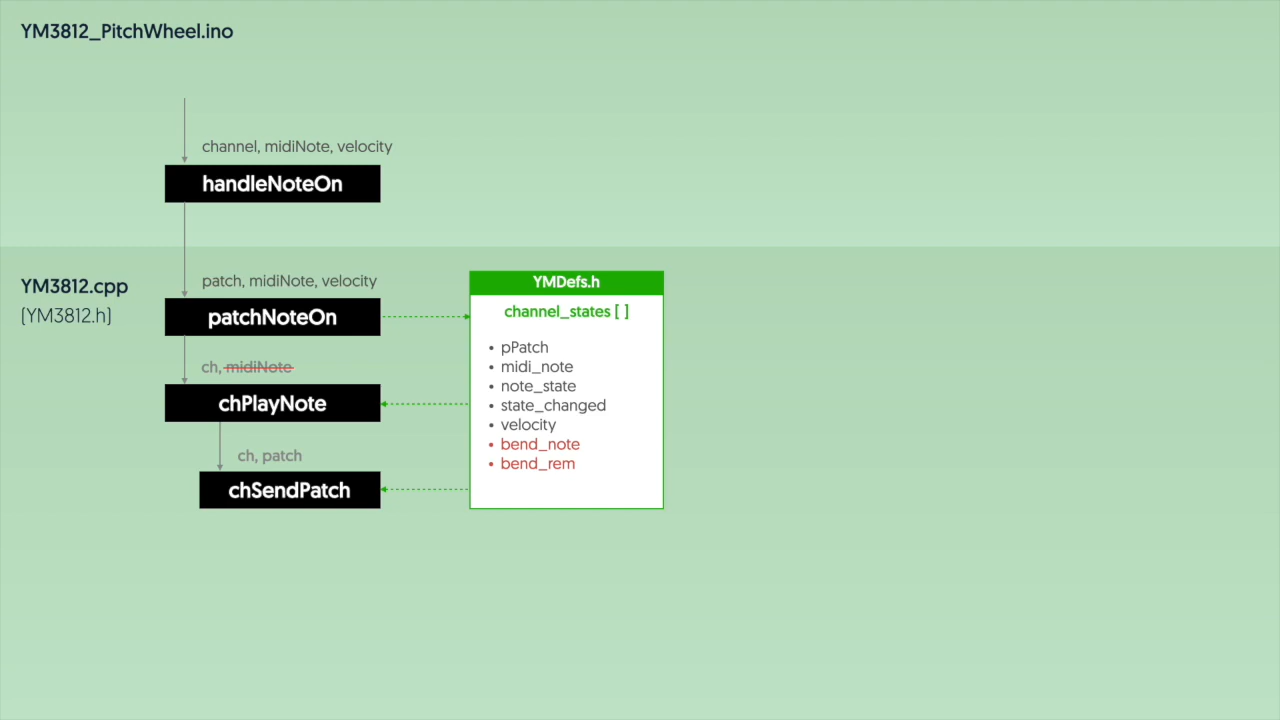 YM3812_PitchWheel.ino
channel, midiNote, velocity
handleNoteOn
YM3812.cpp
(YM3812.h)
patch, midiNote, velocity
patchNoteOn
ch, midiNote
chPlayNote
ch, patch
chSendPatch
YMDefs.h
channel_states [ ]
• pPatch
• midi_note
• note_state
• state_changed
• velocity
• bend_note
• bend_rem